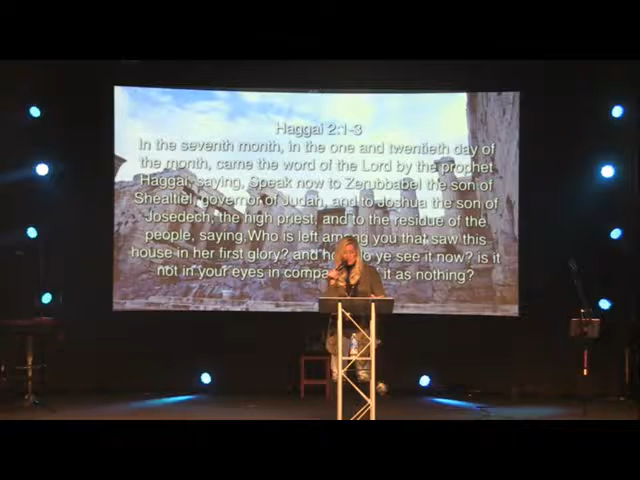 Haggai 2:1-3
In the seventh month, in the one and twentieth day of
the month, came the word of the Lord by the prophet
Haggai, saying, Speak now to Zerubbabel the son of
Shealtiel, governor of Judah, and to Joshua the son of
Josedech, the high priest, and to the residue of the
people, saying,Who is left among you that saw this
house in her first glory? and ho do ye see it now? is it
not in your eyes in compa it as nothing?